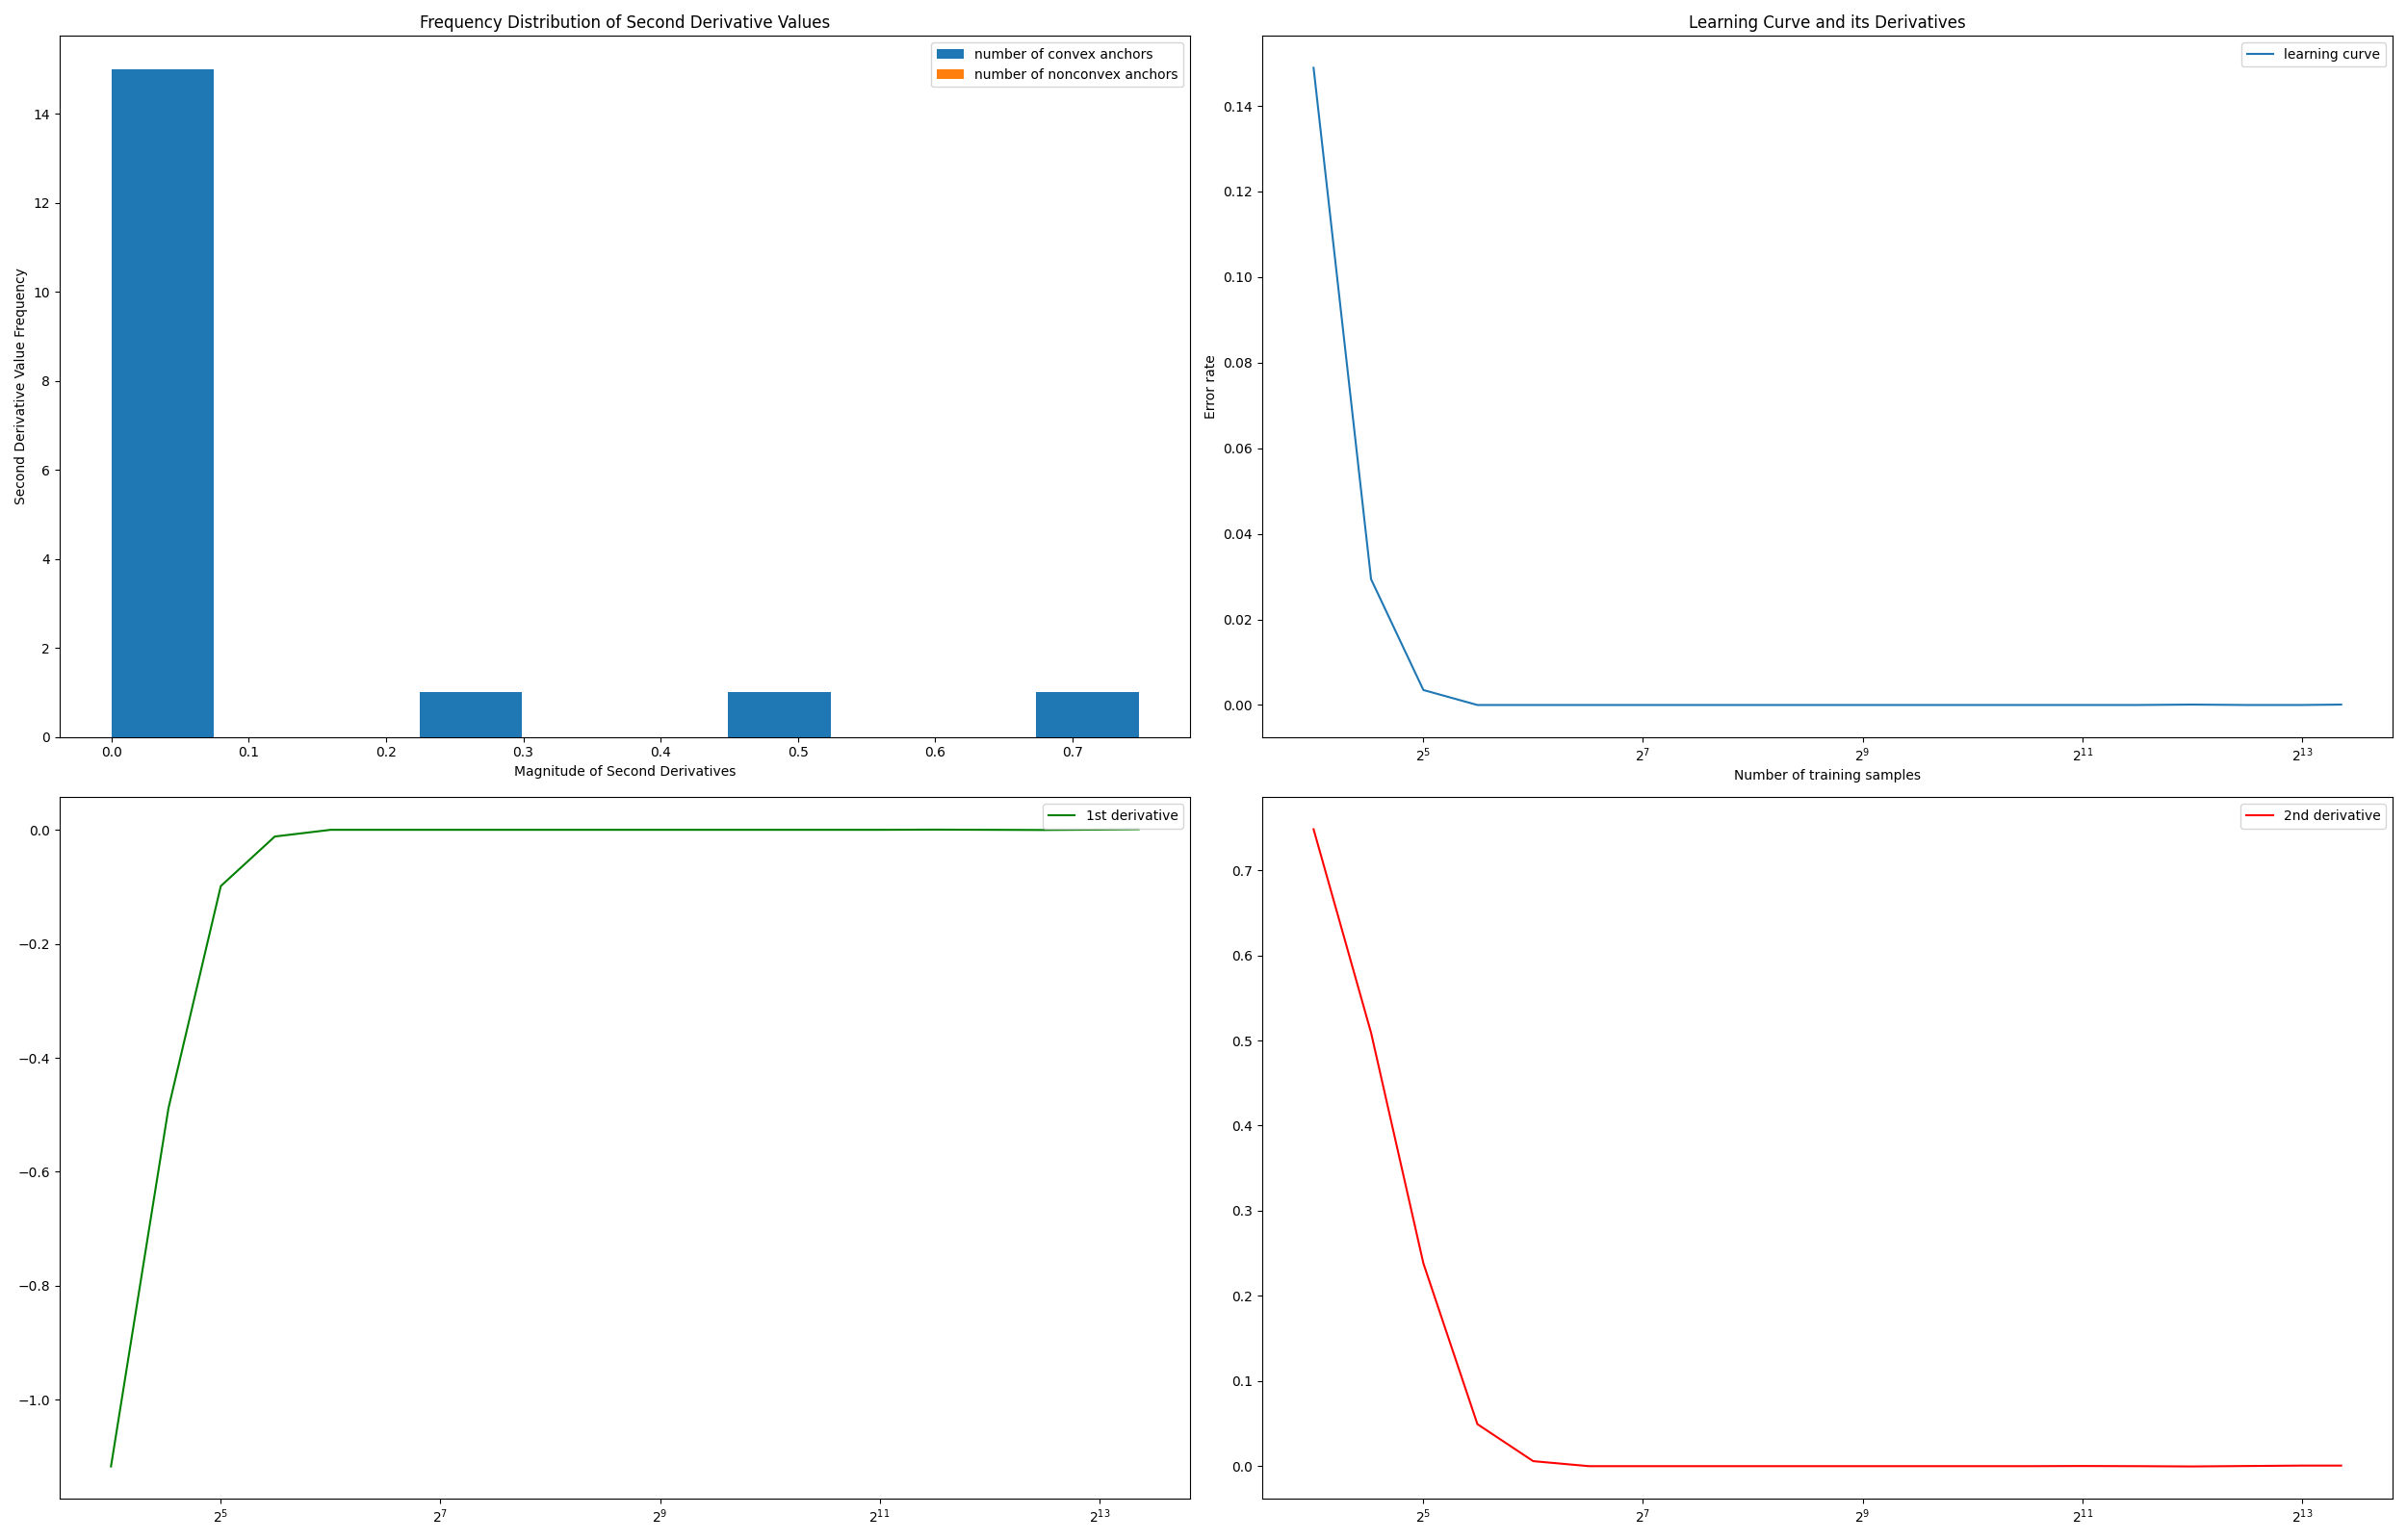 Frequency Distribution of Second Derivative Values
number of convex anchors
number of nonconvex anchors
Second Derivative Value Frequency
14
12
10
8
6
4
2
0
0.0 0.1 0.2 0.3 0.4 0.5 0.6 0.7
Magnitude of Second Derivatives
Learning Curve and its Derivatives
learning curve
Error rate
0.14
0.12
0.10
0.08
0.06
0.04
0.02
0.00
2^5 2^7 2^9 2^11 2^13
Number of training samples
1st derivative
0.0
−0.2
−0.4
−0.6
−0.8
−1.0
2^5 2^7 2^9 2^11 2^13
2nd derivative
0.7
0.6
0.5
0.4
0.3
0.2
0.1
0.0
2^5 2^7 2^9 2^11 2^13